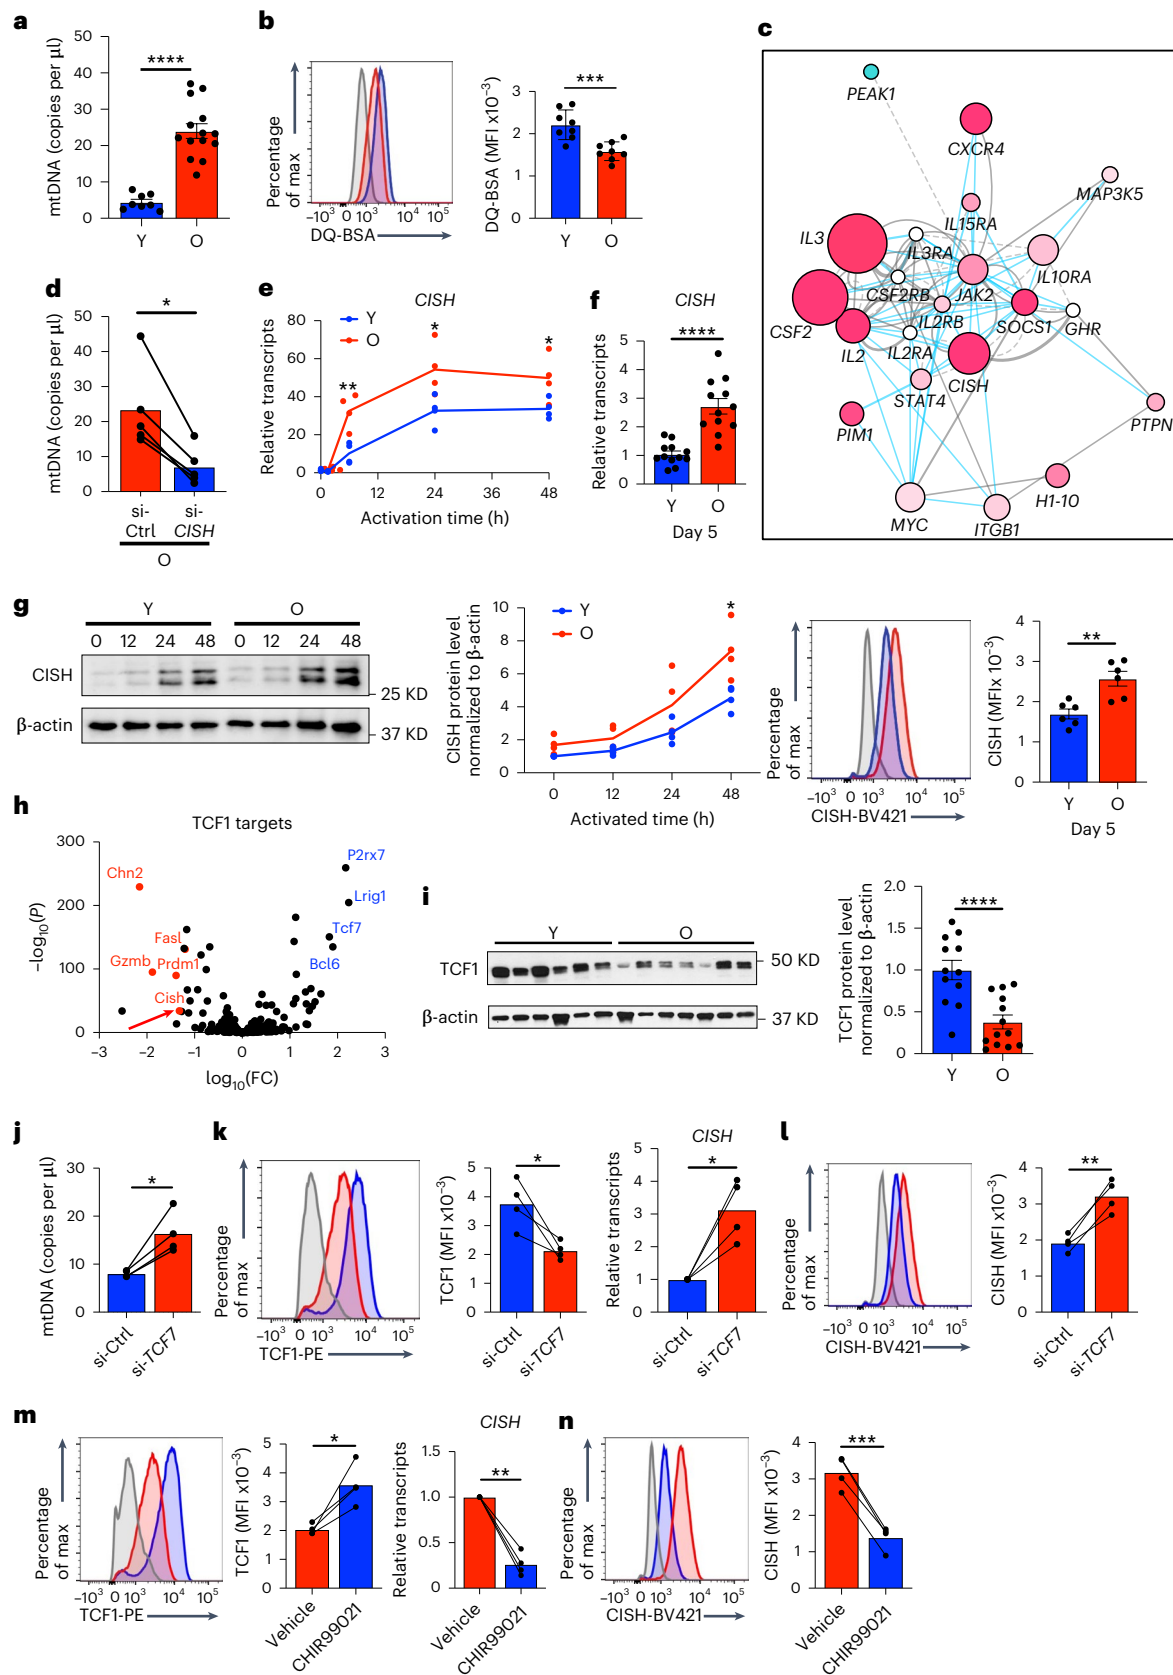 a
mtDNA (copies per µl)
50
40
30
20
10
0
****
Y
O
b
Percentage
of max
–10³ 0 10³ 10⁴ 10⁵
DQ-BSA
DQ-BSA (MFI x10⁻³)
3
2
1
0
***
Y
O
c
PEAK1
CXCR4
MAP3K5
IL15RA
IL3
IL3RA
IL10RA
CSF2RB
JAK2
CSF2
IL2RB
SOCS1
GHR
IL2
IL2RA
CISH
STAT4
PIM1
PTPN
H1-10
MYC
ITGB1
d
mtDNA (copies per µl)
50
40
30
20
10
0
*
si-
Ctrl
si-
CISH
O
e
CISH
Relative transcripts
80
60
40
20
0
Y
O
**
*
*
0 12 24 36 48
Activation time (h)
f
CISH
Relative transcripts
5
4
3
2
1
0
****
Y
O
Day 5
g
Y
O
0 12 24 48 0 12 24 48
CISH
25 KD
β-actin
37 KD
CISH protein level
normalized to β-actin
10
8
6
4
2
0
Y
O
*
0 12 24 48
Activated time (h)
Percentage
of max
–10³ 0 10³ 10⁴ 10⁵
CISH-BV421
CISH (MFIx 10⁻³)
4
3
2
1
0
**
Y
O
Day 5
h
TCF1 targets
–log₁₀(P)
300
200
100
0
Chn2
P2rx7
Lrig1
Fasl
Tcf7
Gzmb
Prdm1
Bcl6
Cish
–3 –2 –1 0 1 2 3
log₁₀(FC)
i
Y
O
TCF1
50 KD
β-actin
37 KD
TCF1 protein level
normalized to β-actin
2.0
1.5
1.0
0.5
0
****
Y
O
j
mtDNA (copies per µl)
30
20
10
0
*
si-Ctrl
si-TCF7
k
Percentage
of max
–10³ 0 10³ 10⁴ 10⁵
TCF1-PE
TCF1 (MFI x10⁻³)
5
4
3
2
1
0
*
si-Ctrl
si-TCF7
CISH
Relative transcripts
5
4
3
2
1
0
*
si-Ctrl
si-TCF7
l
Percentage
of max
–10³ 0 10³ 10⁴ 10⁵
CISH-BV421
CISH (MFI x10⁻³)
4
3
2
1
0
**
si-Ctrl
si-TCF7
m
Percentage
of max
–10³ 0 10³ 10⁴ 10⁵
TCF1-PE
TCF1 (MFI x10⁻³)
5
4
3
2
1
0
*
Vehicle
CHIR99021
CISH
Relative transcripts
1.5
1.0
0.5
0
**
Vehicle
CHIR99021
n
Percentage
of max
–10³ 0 10³ 10⁴ 10⁵
CISH-BV421
CISH (MFI x10⁻³)
4
3
2
1
0
***
Vehicle
CHIR99021